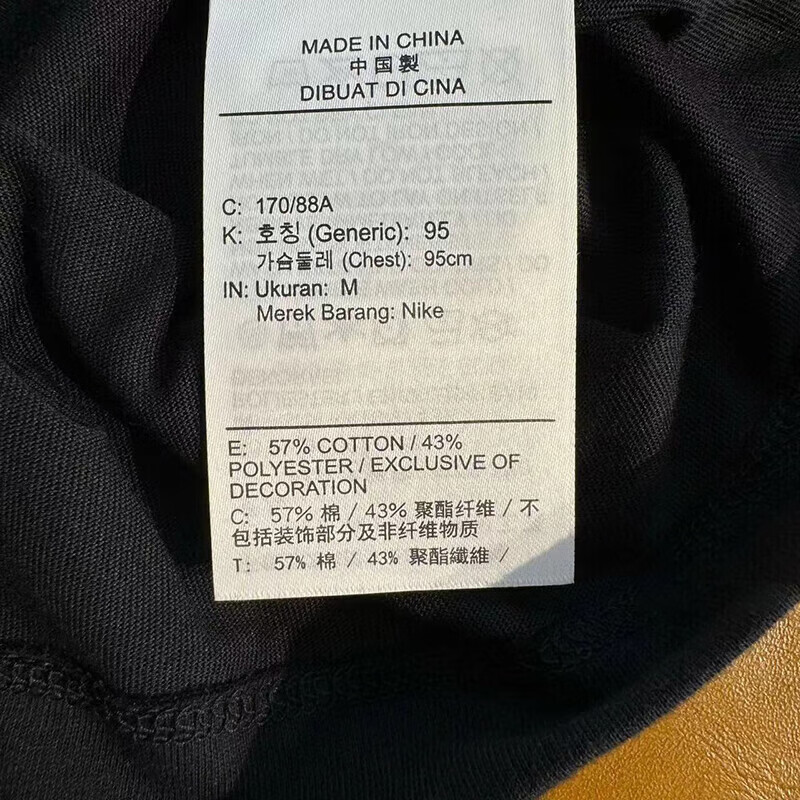 MADE IN CHINA
中国製
DIBUAT DI CINA
C: 170/88A
K: 호칭 (Generic): 95
가슴둘레 (Chest): 95cm
IN: Ukuran: M
Merek Barang: Nike
E: 57% COTTON / 43%
POLYESTER / EXCLUSIVE OF
DECORATION
C: 57% 棉 / 43% 聚酯纤维 / 不
包括装饰部分及非纤维物质
T: 57% 棉 / 43% 聚酯纖維 /